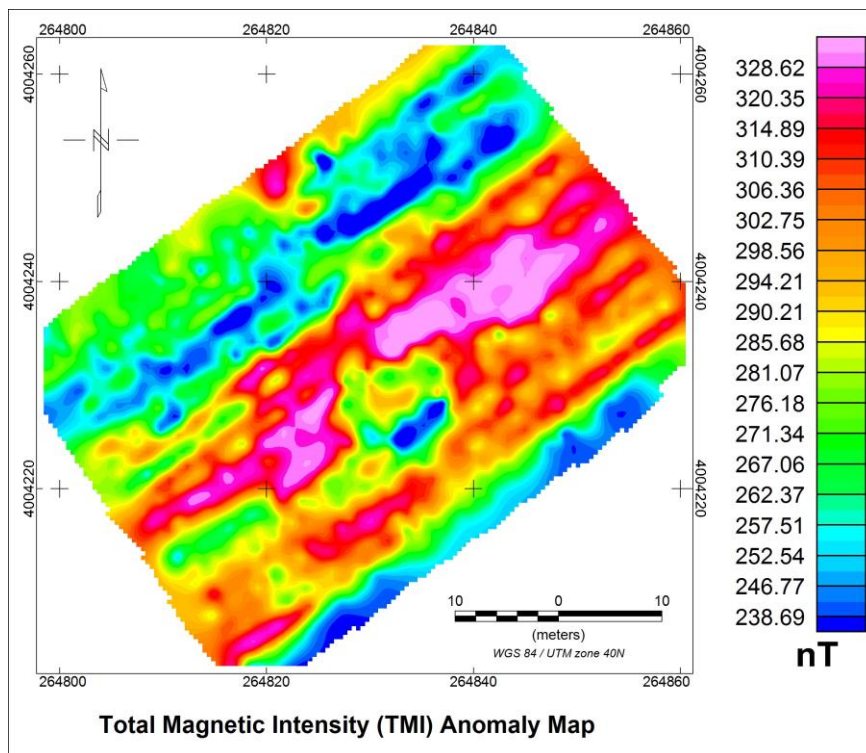 264800 264820 264840 264860
4004260 4004260
4004240 4004240
4004220 4004220
N
10 0 10
(meters)
WGS 84 / UTM zone 40N
264800 264820 264840 264860
Total Magnetic Intensity (TMI) Anomaly Map
328.62
320.35
314.89
310.39
306.36
302.75
298.56
294.21
290.21
285.68
281.07
276.18
271.34
267.06
262.37
257.51
252.54
246.77
238.69
nT